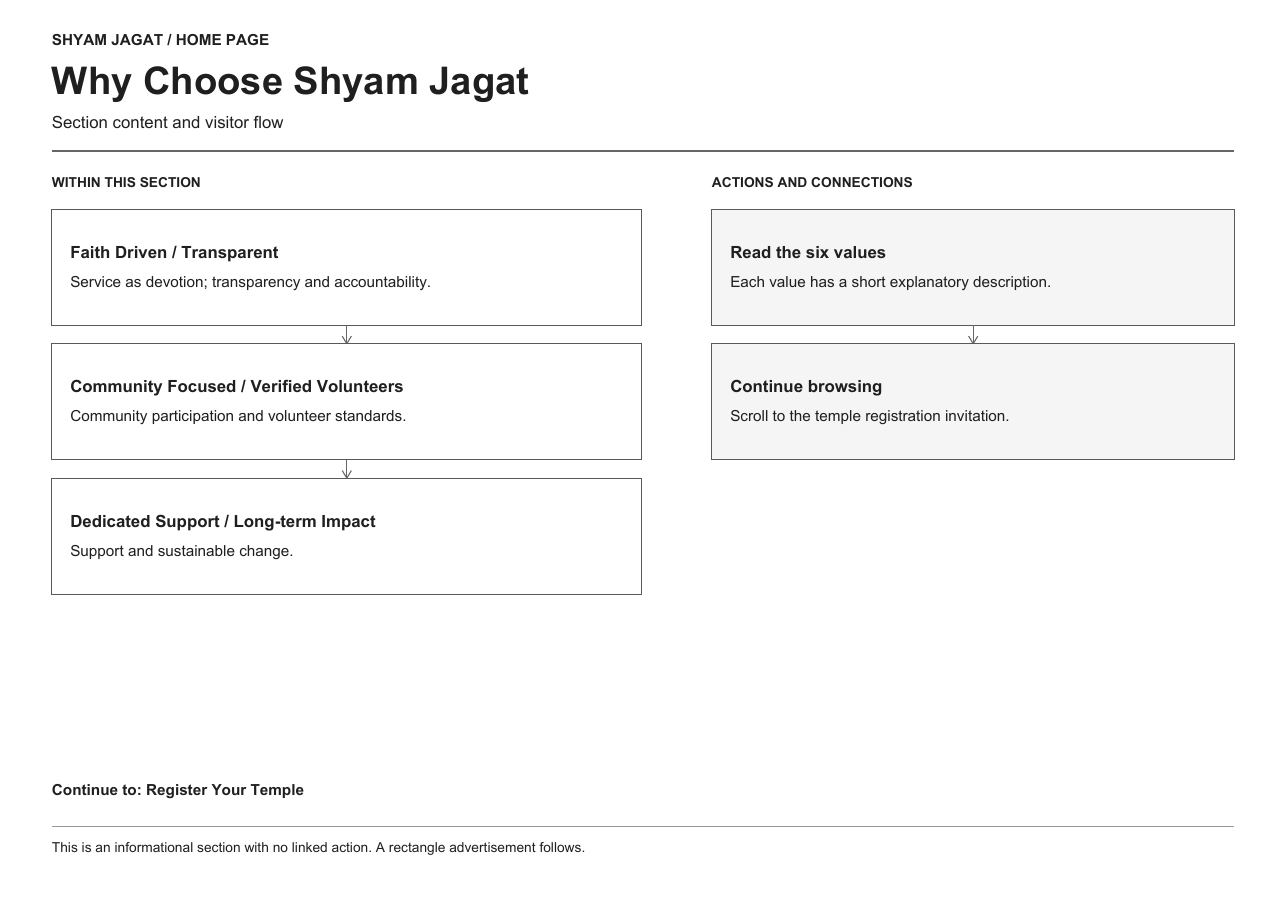 SHYAM JAGAT / HOME PAGE
Why Choose Shyam Jagat
Section content and visitor flow
WITHIN THIS SECTION
Faith Driven / Transparent
Service as devotion; transparency and accountability.
Community Focused / Verified Volunteers
Community participation and volunteer standards.
Dedicated Support / Long-term Impact
Support and sustainable change.
ACTIONS AND CONNECTIONS
Read the six values
Each value has a short explanatory description.
Continue browsing
Scroll to the temple registration invitation.
Continue to: Register Your Temple
This is an informational section with no linked action. A rectangle advertisement follows.